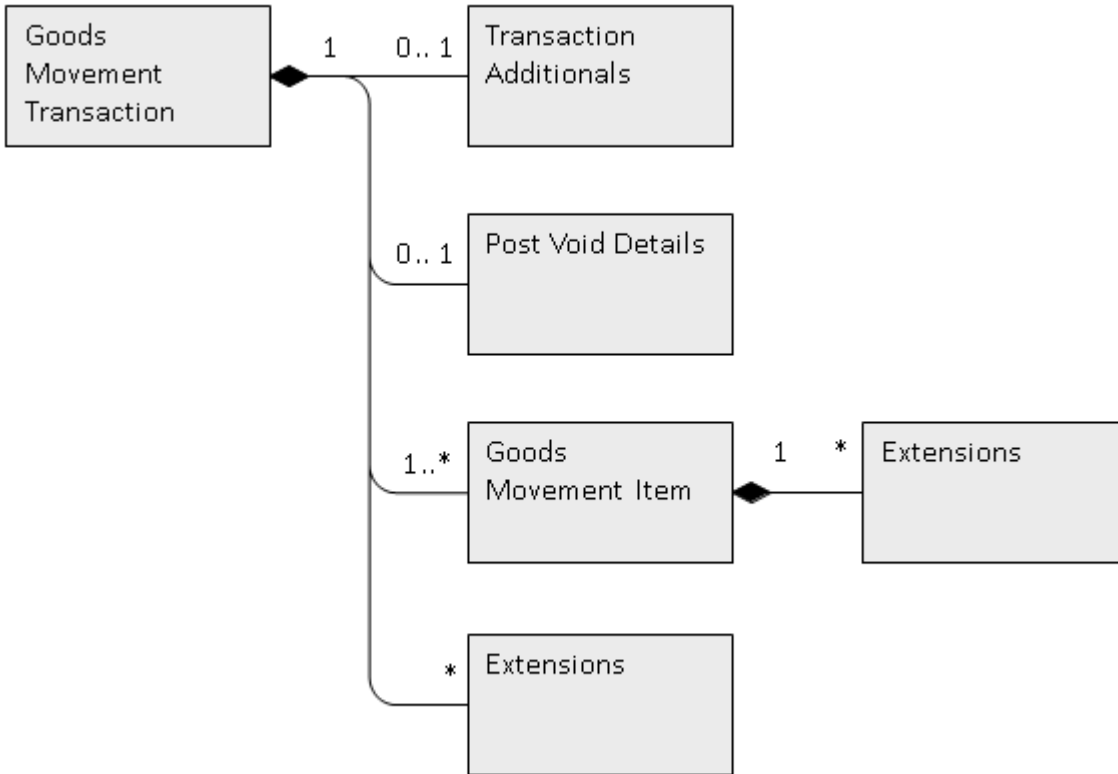 Goods
Movement
Transaction
1
0.. 1
Transaction
Additionals
0.. 1
Post Void Details
1..*
Goods
Movement Item
1
*
Extensions
*
Extensions